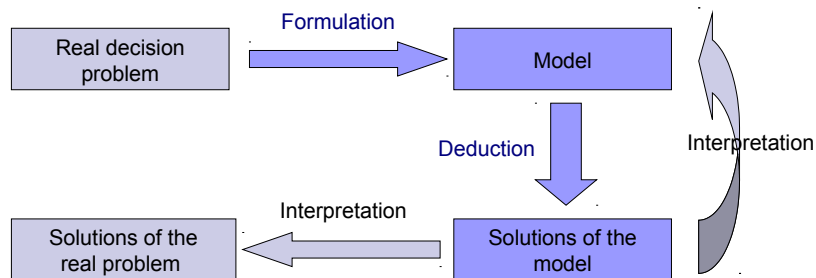 Formulation
Real decision
problem
Model
Deduction
Interpretation
Interpretation
Solutions of the
real problem
Solutions of the
model